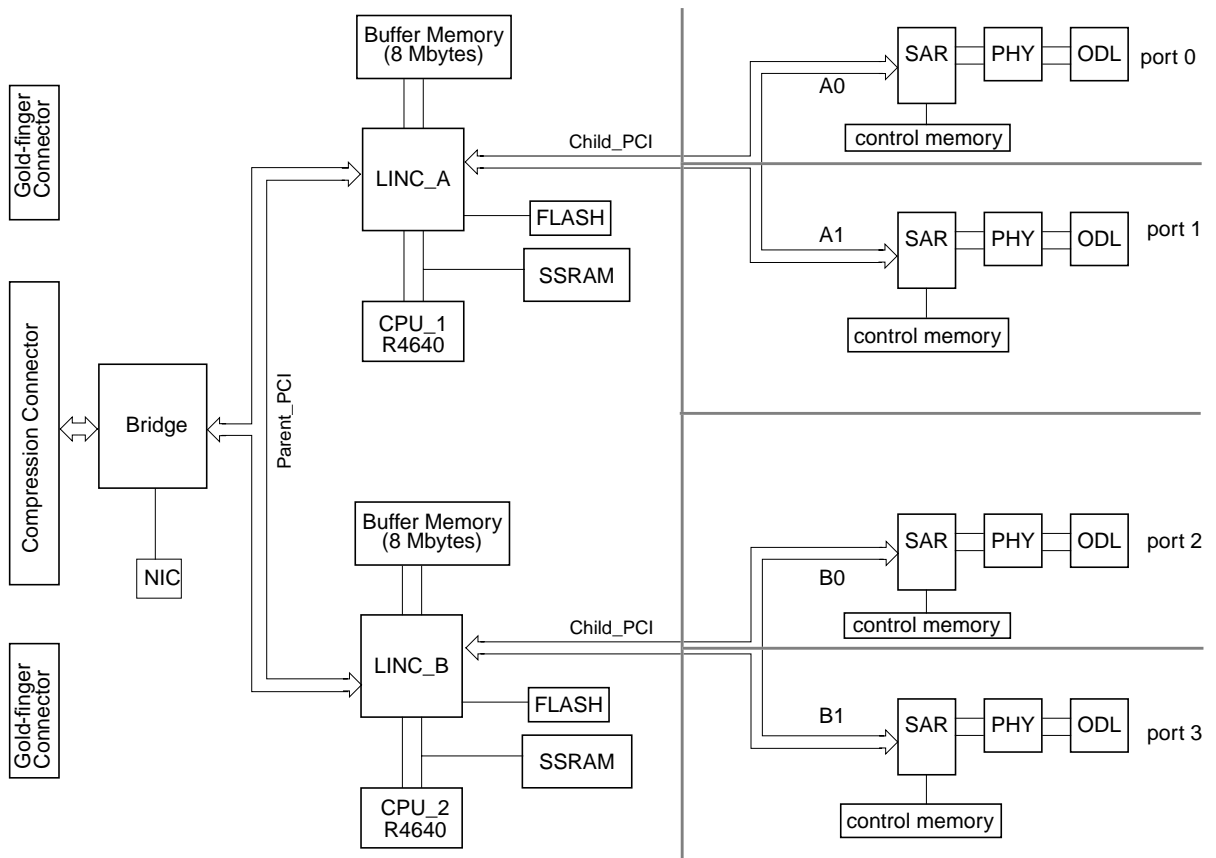 Gold-finger
Connector
Compression Connector
Gold-finger
Connector
Bridge
NIC
Parent_PCI
Buffer Memory
(8 Mbytes)
LINC_A
FLASH
SSRAM
CPU_1
R4640
Child_PCI
Buffer Memory
(8 Mbytes)
LINC_B
FLASH
SSRAM
CPU_2
R4640
Child_PCI
A0
SAR
PHY
ODL
port 0
control memory
A1
SAR
PHY
ODL
port 1
control memory
B0
SAR
PHY
ODL
port 2
control memory
B1
SAR
PHY
ODL
port 3
control memory